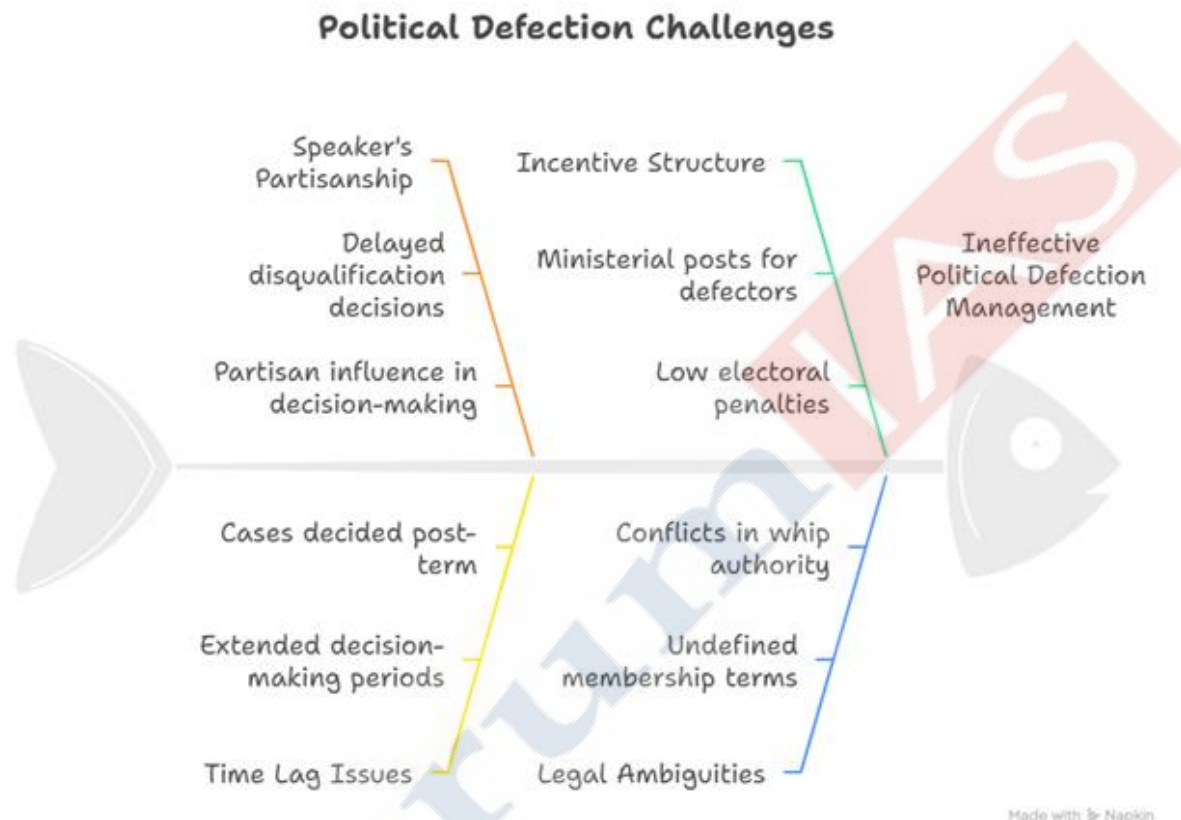 Political Defection Challenges
Speaker's
Partisanship
Delayed
disqualification
decisions
Partisan influence in
decision-making
Incentive Structure
Ministerial posts for
defectors
Low electoral
penalties
Ineffective
Political Defection
Management
Cases decided post-
term
Extended decision-
making periods
Time Lag Issues
Conflicts in whip
authority
Undefined
membership terms
Legal Ambiguities
rumIAS
Made with Napkin